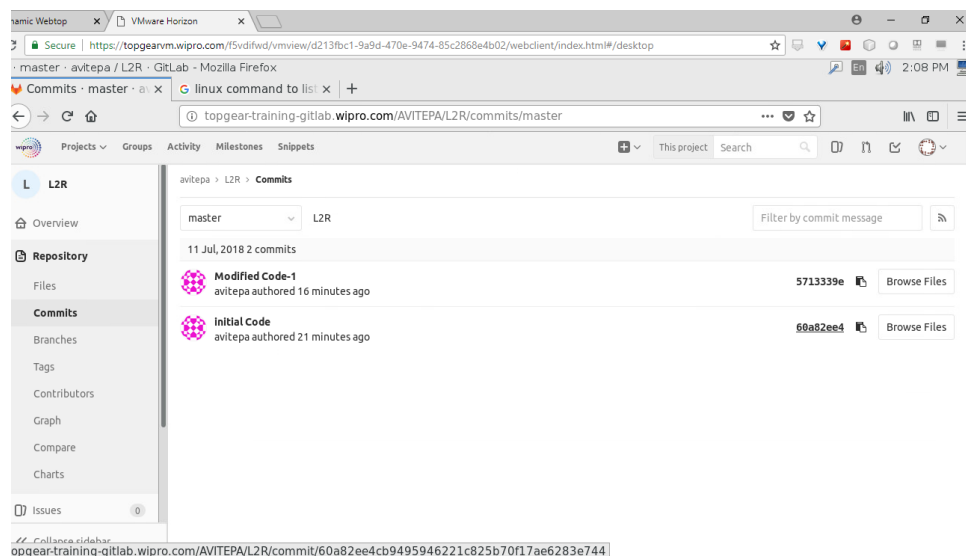 namic Webtop
VMware Horizon
Secure | https://topgearvm.wipro.com/f5vdifwd/vmview/d213fbc1-9a9d-470e-9474-85c2868e4b02/webclient/index.html#/desktop
· master · avitepa / L2R · GitLab - Mozilla Firefox
En
2:08 PM
Commits · master · av
G linux command to list
topgear-training-gitlab.wipro.com/AVITEPA/L2R/commits/master
wipro
Projects
Groups
Activity
Milestones
Snippets
This project
Search
L
L2R
avitepa > L2R > Commits
Overview
master
L2R
Filter by commit message
Repository
11 Jul, 2018 2 commits
Files
Modified Code-1
avitepa authored 16 minutes ago
5713339e
Browse Files
Commits
initial Code
avitepa authored 21 minutes ago
60a82ee4
Browse Files
Branches
Tags
Contributors
Graph
Compare
Charts
Issues
0
Collapse sidebar
opgear-training-gitlab.wipro.com/AVITEPA/L2R/commit/60a82ee4cb9495946221c825b70f17ae6283e744